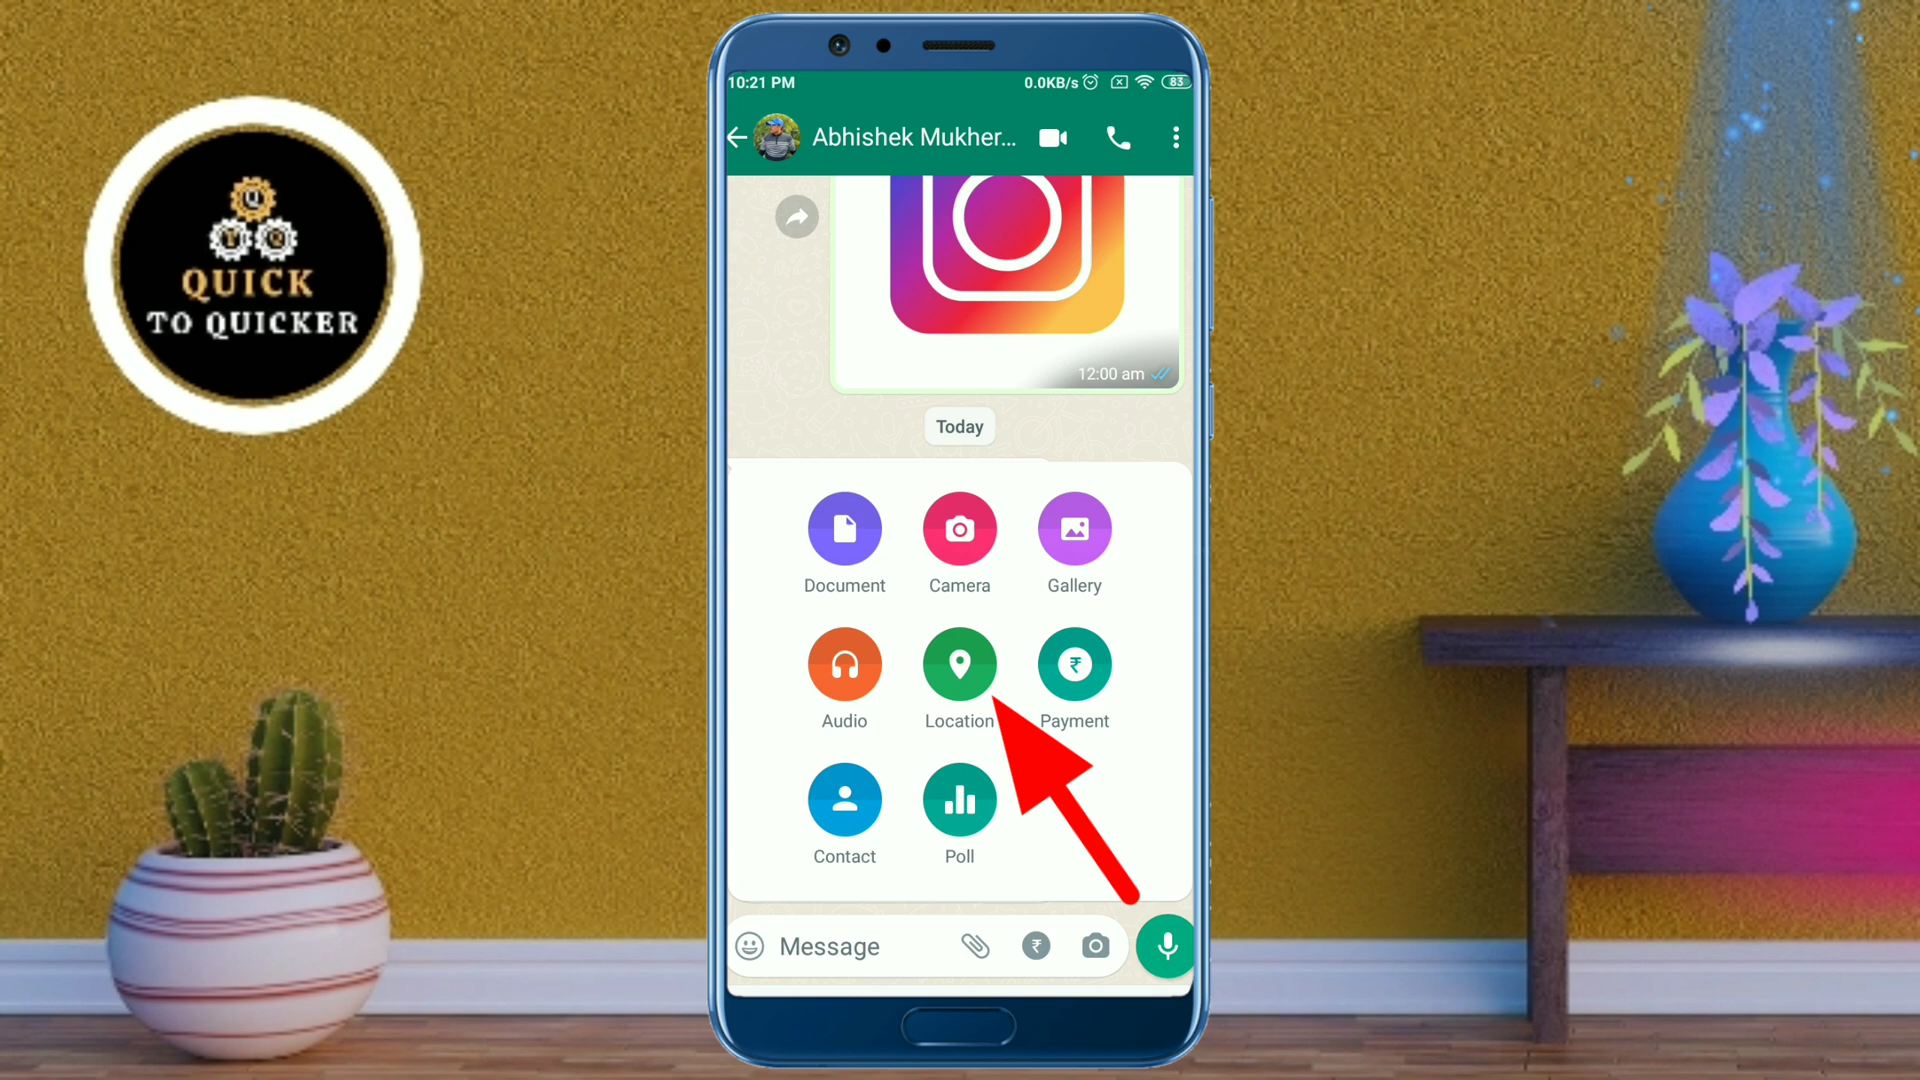 10:21 PM
0.0KB/s
83
Abhishek Mukher...
12:00 am
Today
Document
Camera
Gallery
Audio
Location
Payment
Contact
Poll
Message
Q
T Q
QUICK
TO QUICKER